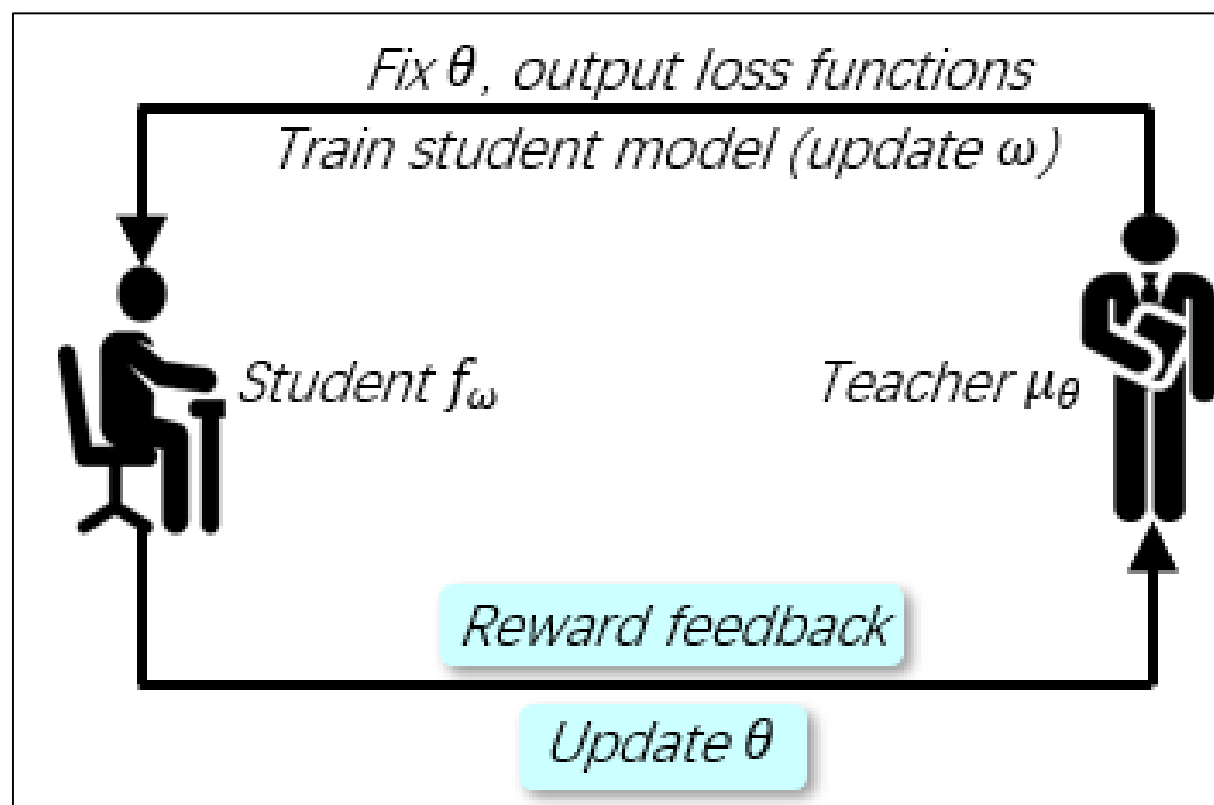 Fix θ, output loss functions
Train student model (update ω)
Student fω
Teacher μθ
Reward feedback
Update θ